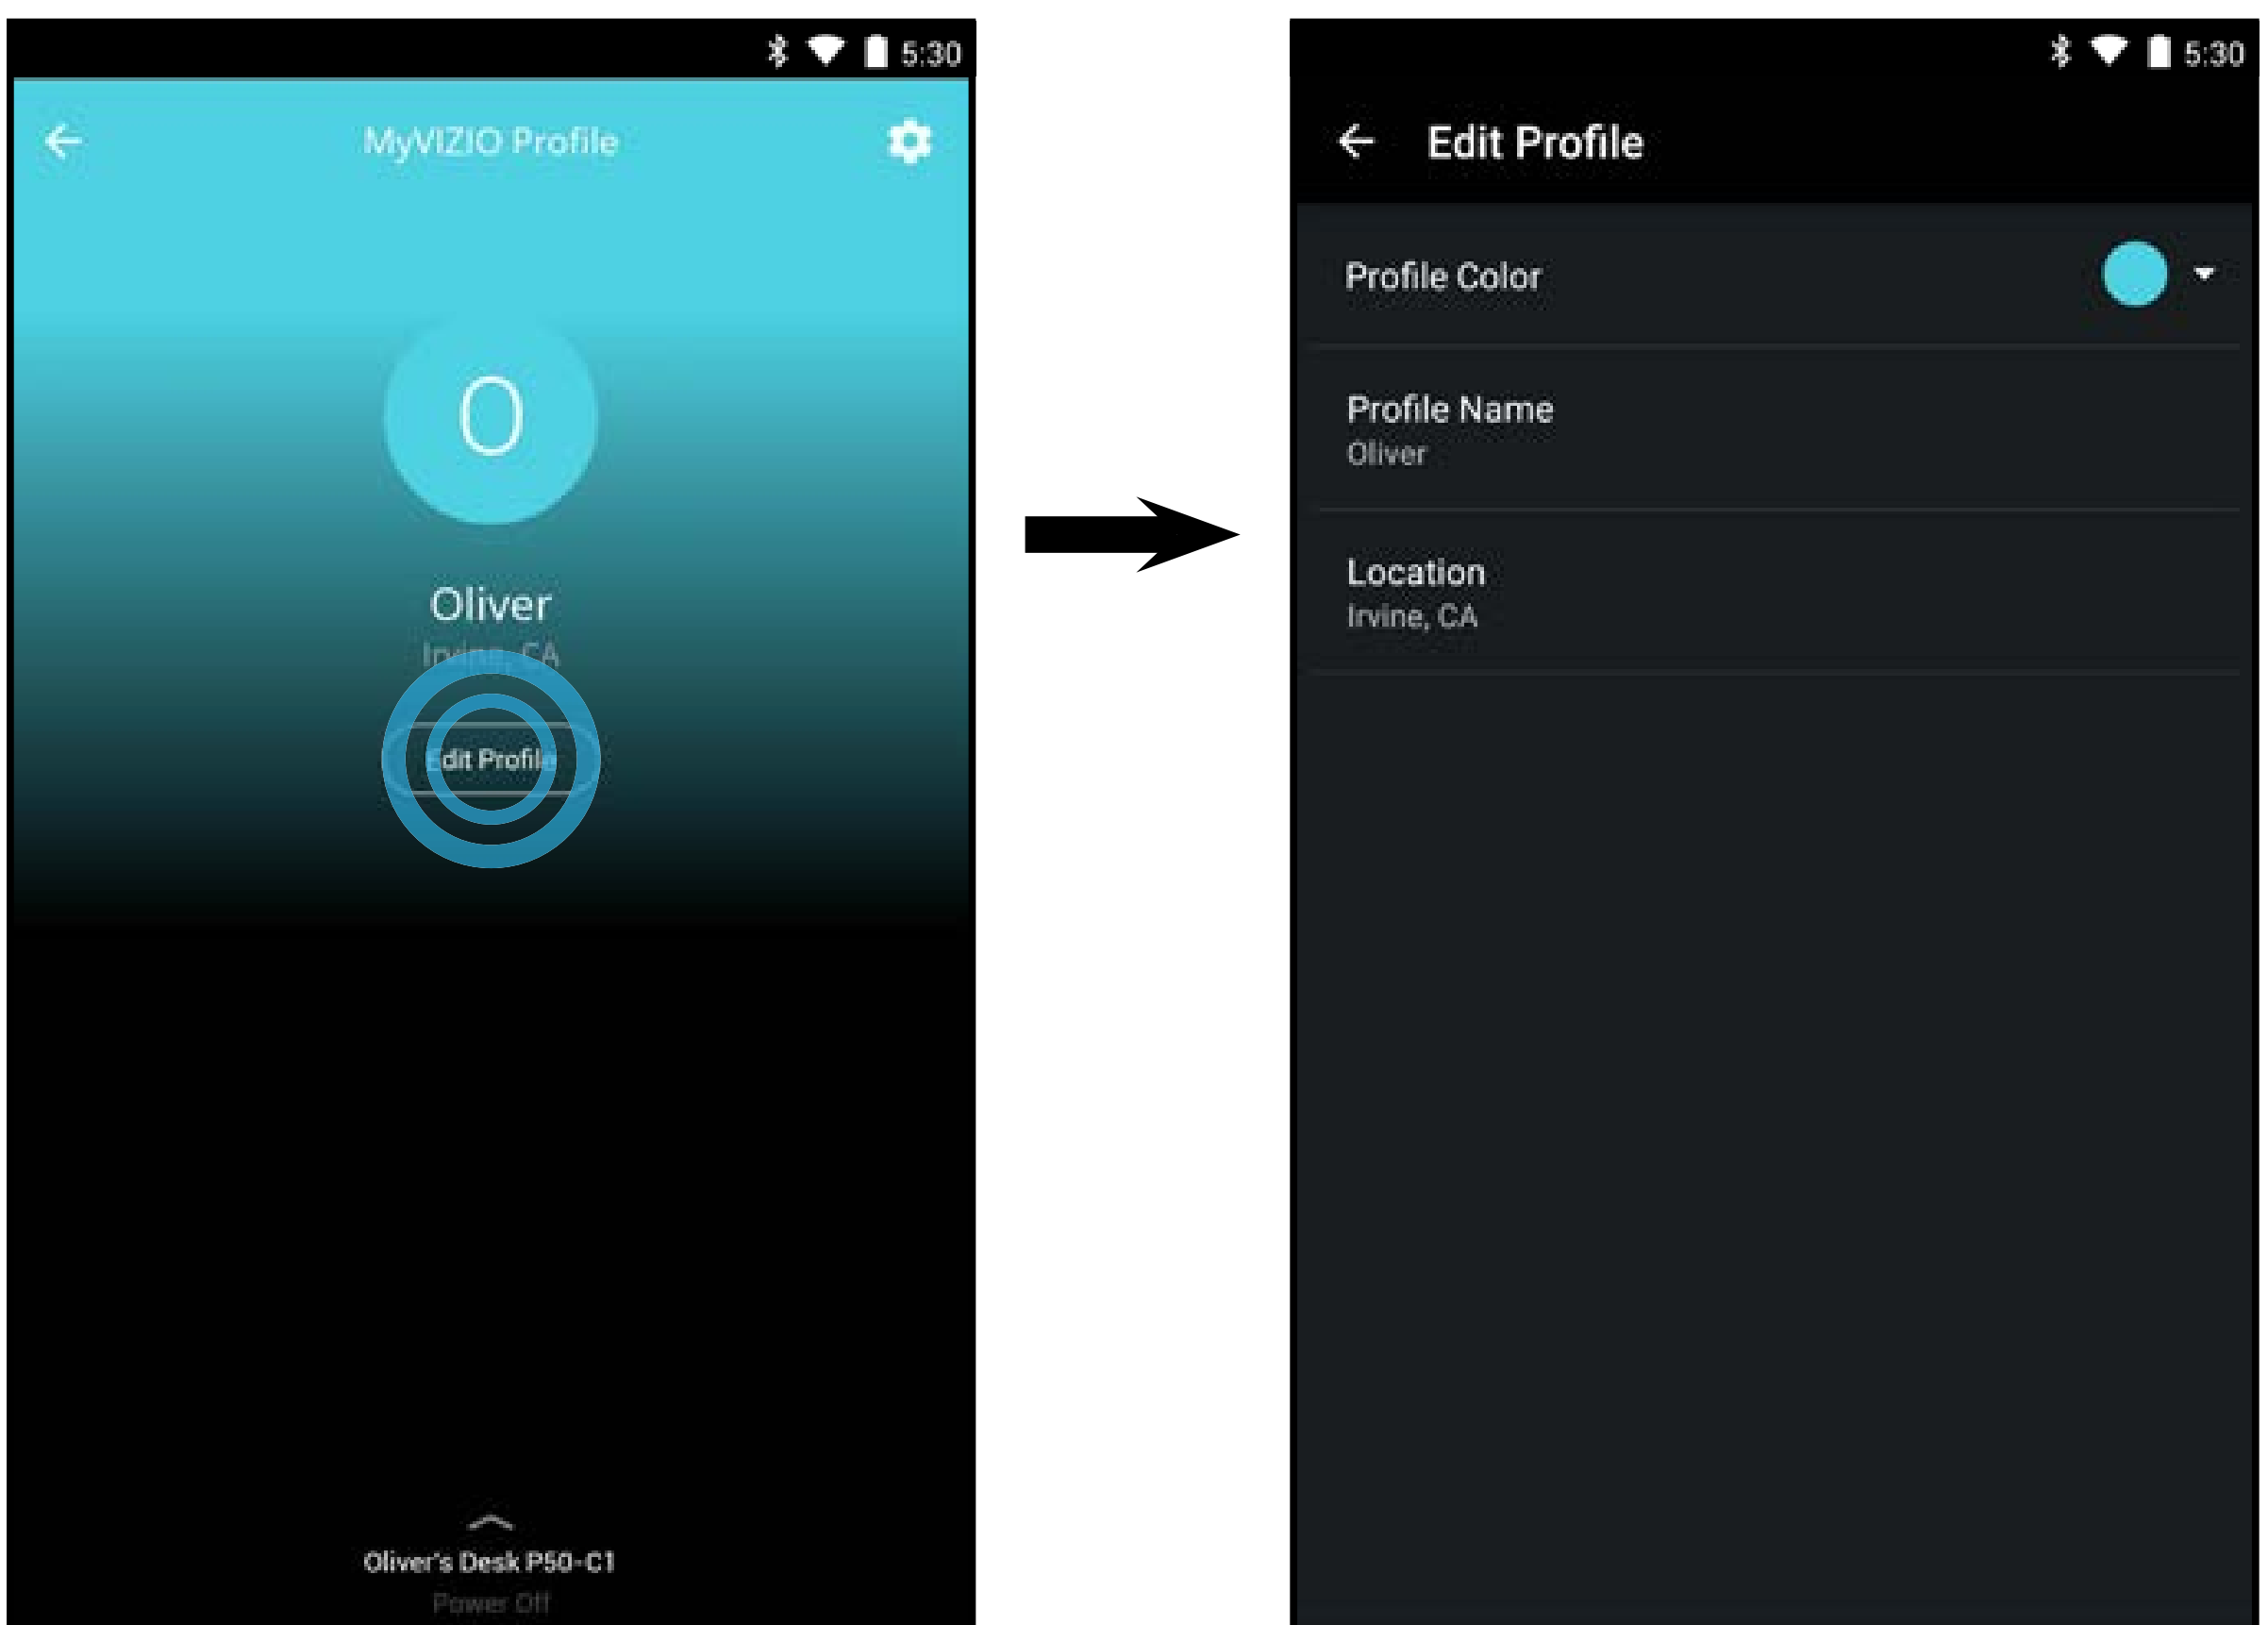 5:30
MyVIZIO Profile
O
Oliver
Irvine, CA
Edit Profile
Oliver's Desk P50-C1
Power Off
5:30
Edit Profile
Profile Color
Profile Name
Oliver
Location
Irvine, CA